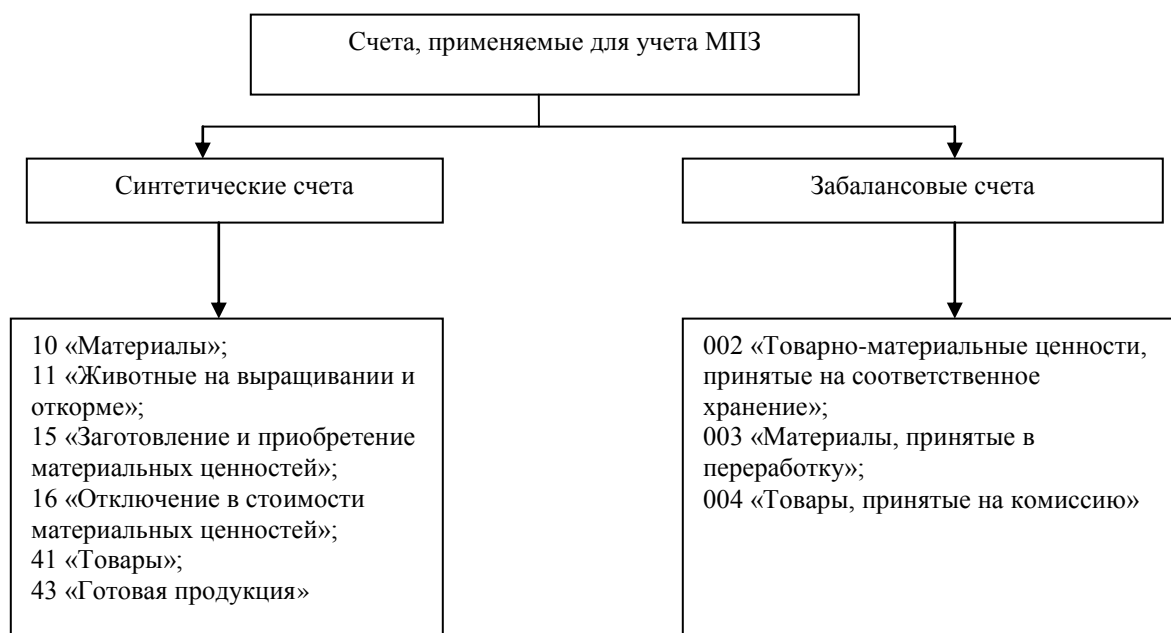 Счета, применяемые для учета МПЗ
Синтетические счета
Забалансовые счета
10 «Материалы»;
11 «Животные на выращивании и
откорме»;
15 «Заготовление и приобретение
материальных ценностей»;
16 «Отключение в стоимости
материальных ценностей»;
41 «Товары»;
43 «Готовая продукция»
002 «Товарно-материальные ценности,
принятые на соответственное
хранение»;
003 «Материалы, принятые в
переработку»;
004 «Товары, принятые на комиссию»